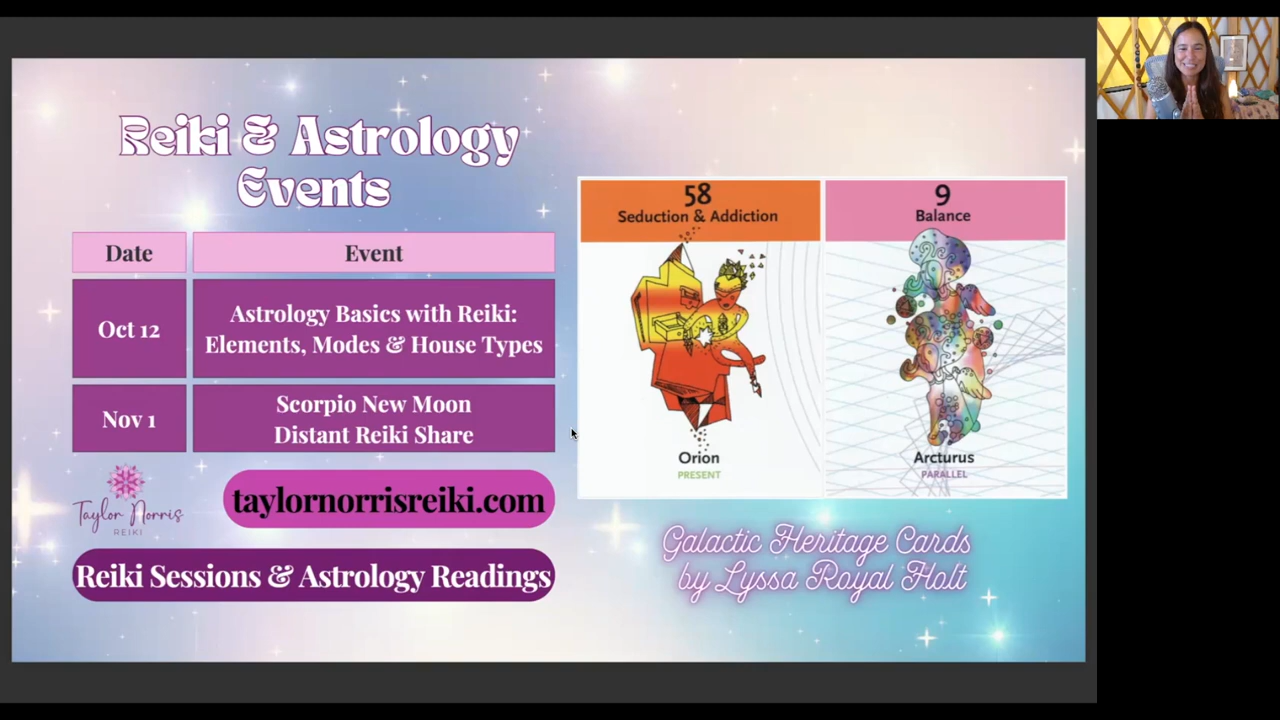 Reiki & Astrology
Events
Date
Event
Oct 12
Astrology Basics with Reiki:
Elements, Modes & House Types
Nov 1
Scorpio New Moon
Distant Reiki Share
Taylor Norris
REIKI
taylornorrisreiki.com
Reiki Sessions & Astrology Readings
58
Seduction & Addiction
Orion
PRESENT
9
Balance
Arcturus
PARALLEL
Galactic Heritage Cards
by Lyssa Royal Holt